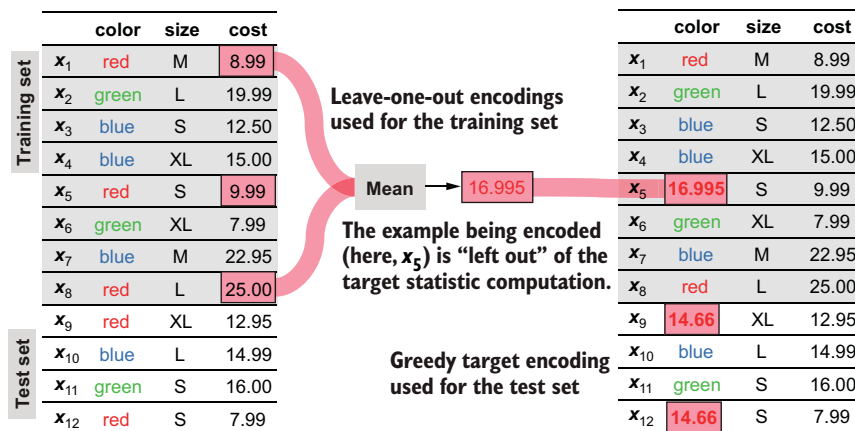 color size cost
Training set
x1 red M 8.99
x2 green L 19.99
x3 blue S 12.50
x4 blue XL 15.00
x5 red S 9.99
x6 green XL 7.99
x7 blue M 22.95
x8 red L 25.00
Test set
x9 red XL 12.95
x10 blue L 14.99
x11 green S 16.00
x12 red S 7.99
Leave-one-out encodings
used for the training set
Mean
16.995
The example being encoded
(here, x5) is “left out” of the
target statistic computation.
Greedy target encoding
used for the test set
color size cost
x1 red M 8.99
x2 green L 19.99
x3 blue S 12.50
x4 blue XL 15.00
x5 16.995 S 9.99
x6 green XL 7.99
x7 blue M 22.95
x8 red L 25.00
x9 14.66 XL 12.95
x10 blue L 14.99
x11 green S 16.00
x12 14.66 S 7.99